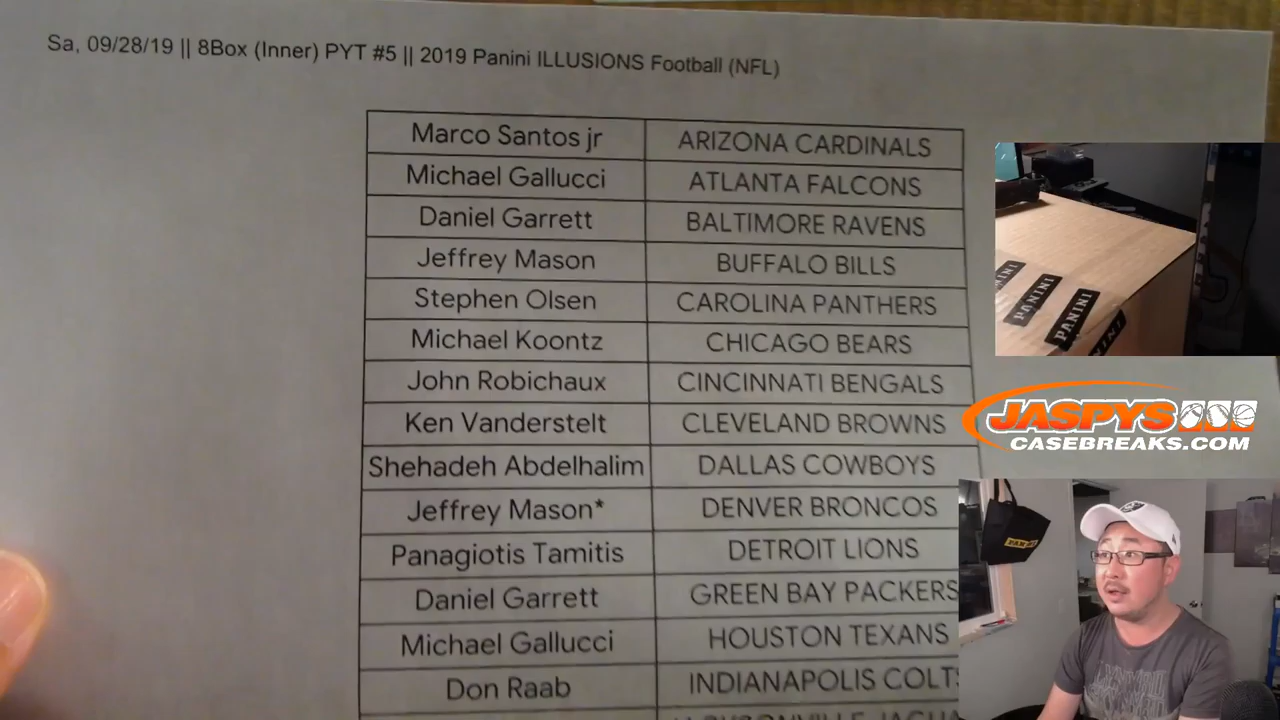 Sa, 09/28/19 || 8Box (Inner) PYT #5 || 2019 Panini ILLUSIONS Football (NFL)
Marco Santos jr ARIZONA CARDINALS
Michael Gallucci ATLANTA FALCONS
Daniel Garrett BALTIMORE RAVENS
Jeffrey Mason BUFFALO BILLS
Stephen Olsen CAROLINA PANTHERS
Michael Koontz CHICAGO BEARS
John Robichaux CINCINNATI BENGALS
Ken Vanderstelt CLEVELAND BROWNS
Shehadeh Abdelhalim DALLAS COWBOYS
Jeffrey Mason* DENVER BRONCOS
Panagiotis Tamitis DETROIT LIONS
Daniel Garrett GREEN BAY PACKERS
Michael Gallucci HOUSTON TEXANS
Don Raab INDIANAPOLIS COLTS
PANINI
PANINI
JASPYS
CASEBREAKS.COM